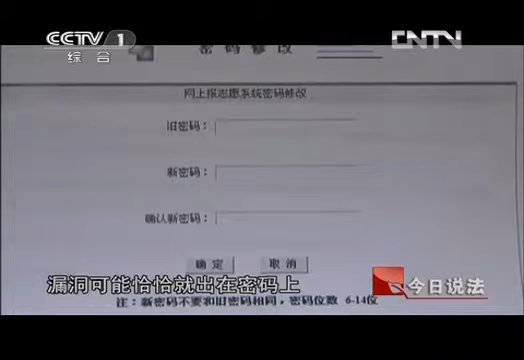 CCTV 1
综合
CNTV
密码修改
网上报志愿系统密码修改
旧密码：
新密码：
确认新密码：
确定 取消
漏洞可能恰恰就出在密码上
今日说法
注：新密码不要和旧密码相同，密码位数 6-14位